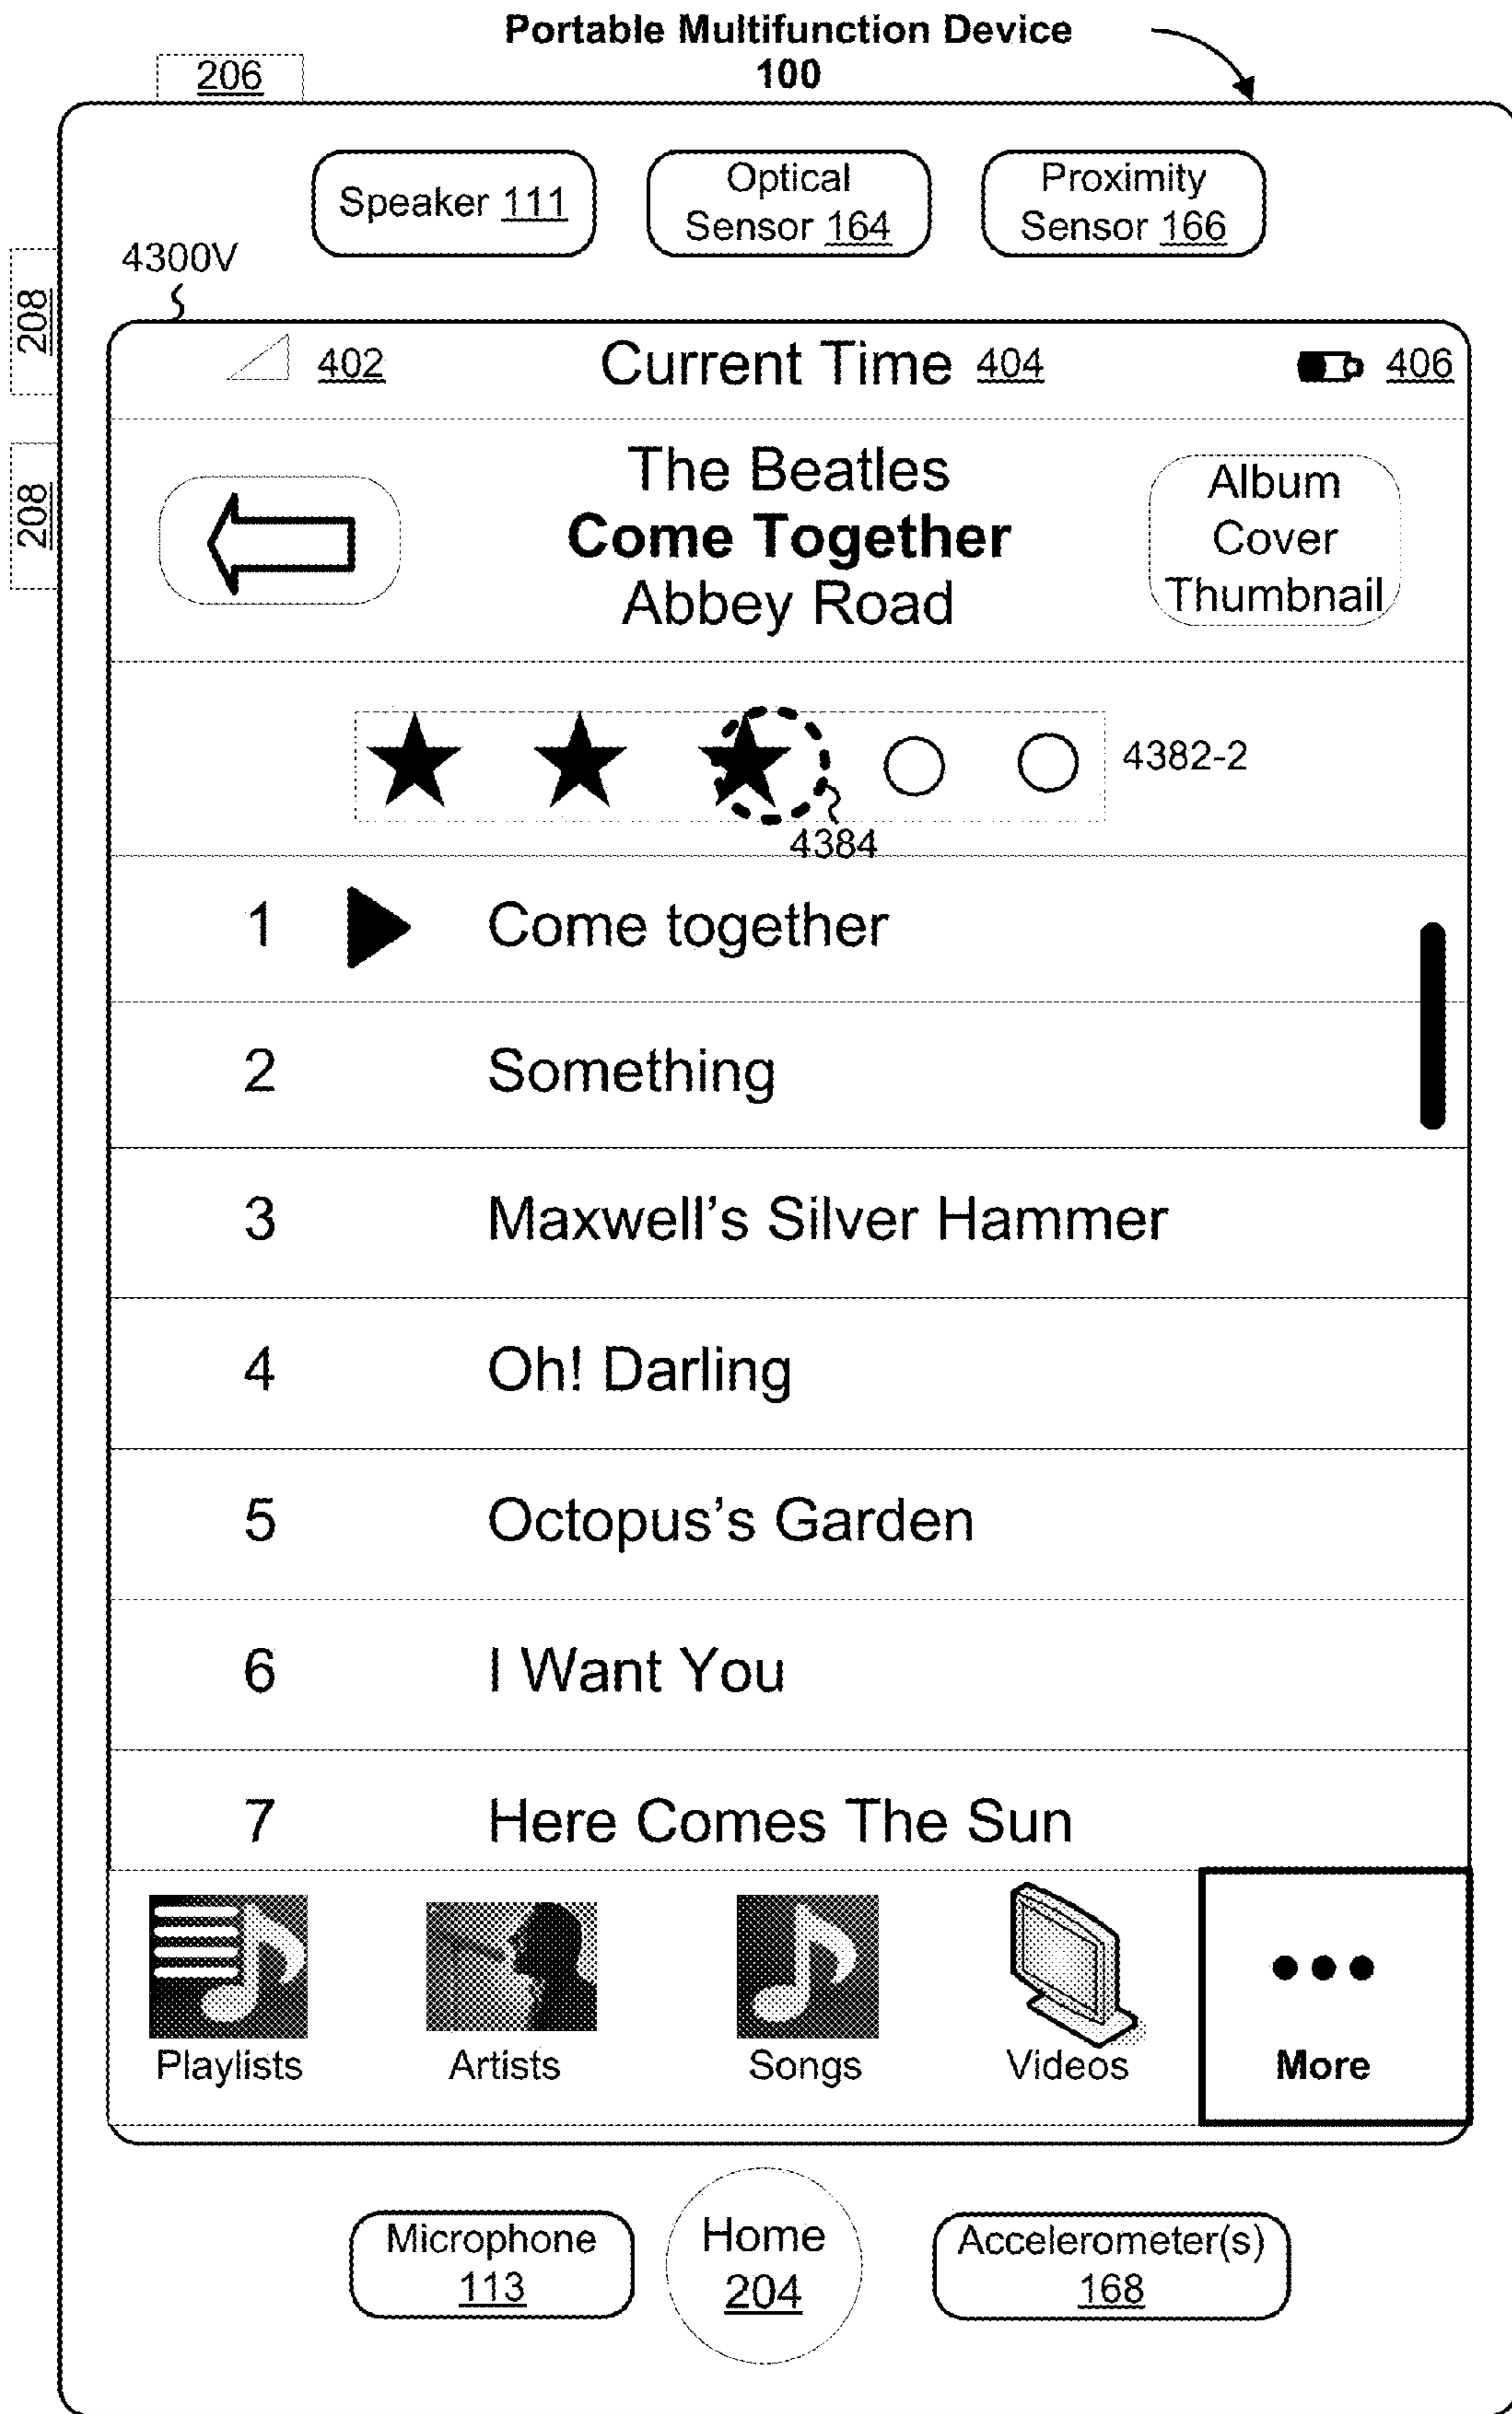 Portable Multifunction Device
100
206
Speaker 111
Optical
Sensor 164
Proximity
Sensor 166
4300V
208
208
402
Current Time 404
406
The Beatles
Come Together
Abbey Road
Album
Cover
Thumbnail
4382-2
4384
1 Come together
2 Something
3 Maxwell's Silver Hammer
4 Oh! Darling
5 Octopus's Garden
6 I Want You
7 Here Comes The Sun
Playlists
Artists
Songs
Videos
More
Microphone
113
Home
204
Accelerometer(s)
168